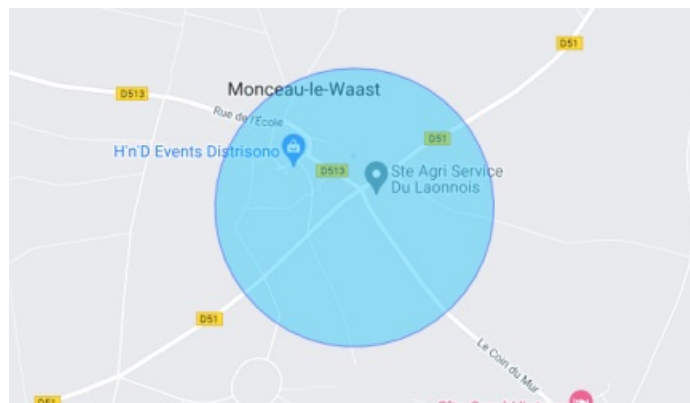 D51
D513
Monceau-le-Waast
Rue de l'École
D51
H'n'D Events Distrisono
D513
Ste Agri Service
Du Laonnois
D51
Le Coin du Mur
D51